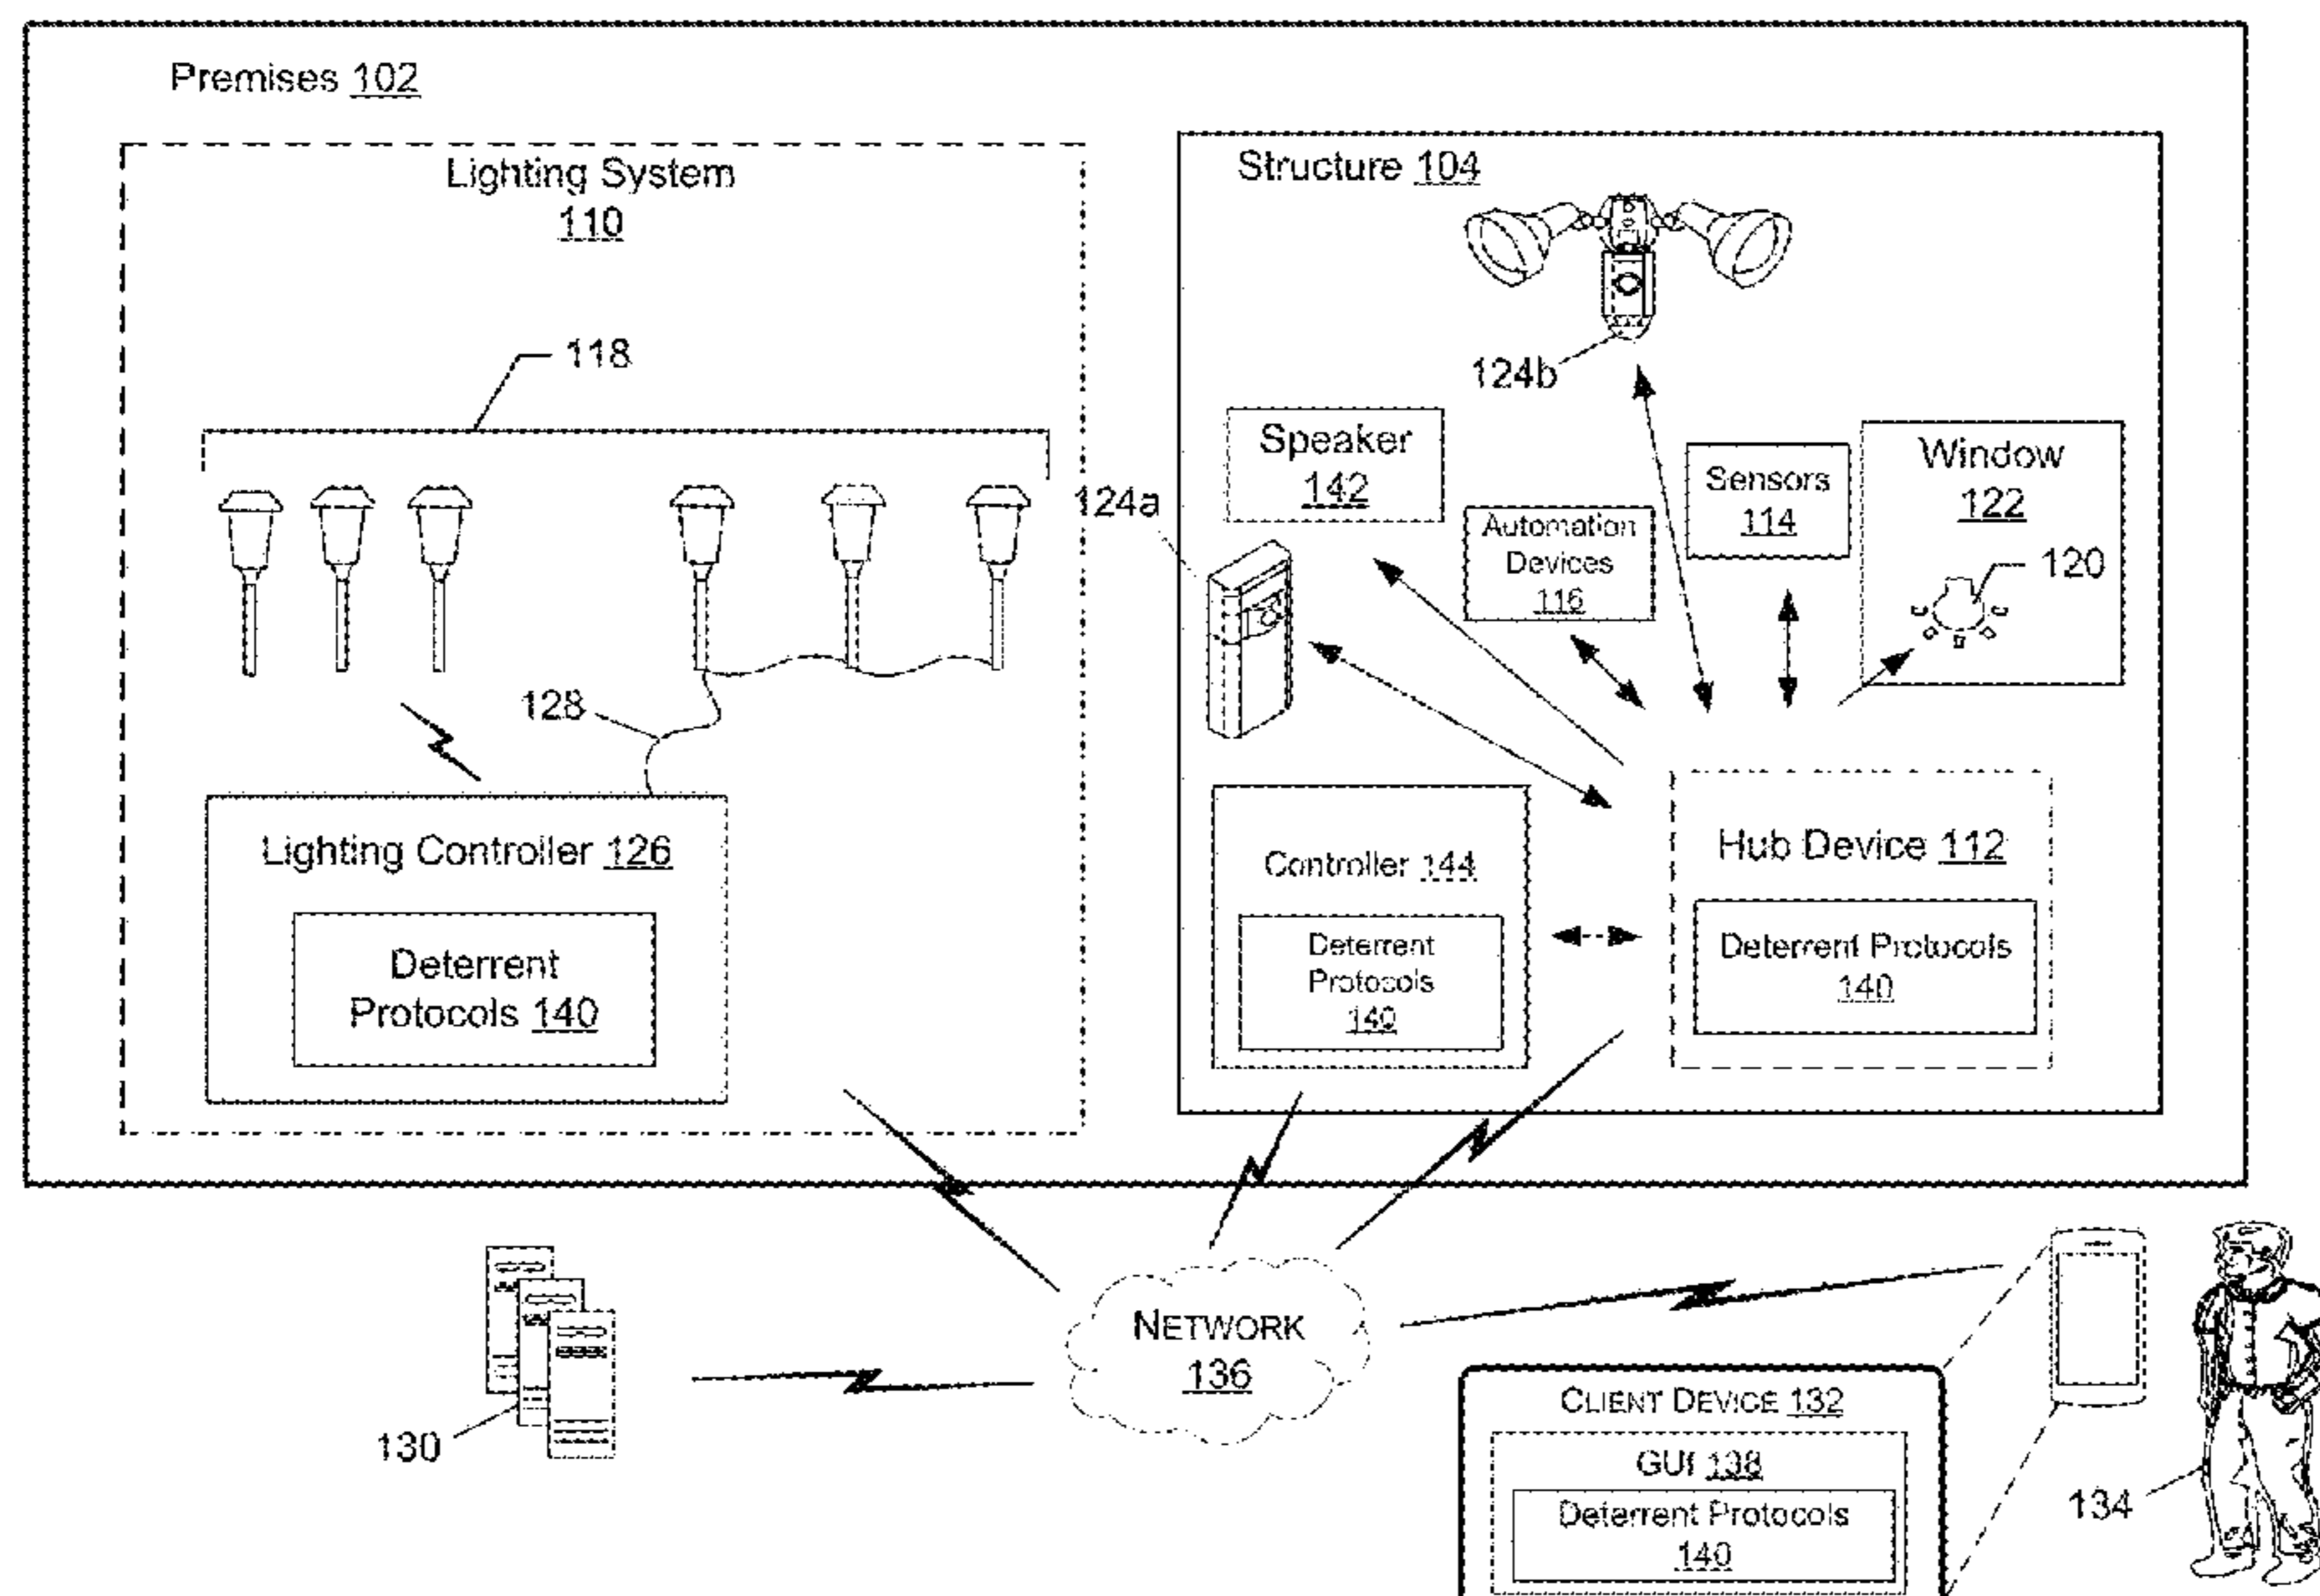 Premises 102
Lighting System
110
118
128
Lighting Controller 126
Deterrent
Protocols 140
Structure 104
124b
Speaker
142
124a
Automation
Devices
116
Sensors
114
Window
122
120
Controller 144
Deterrent
Protocols
140
Hub Device 112
Deterrent Protocols
140
130
NETWORK
136
CLIENT DEVICE 132
GUI 138
Deterrent Protocols
140
134